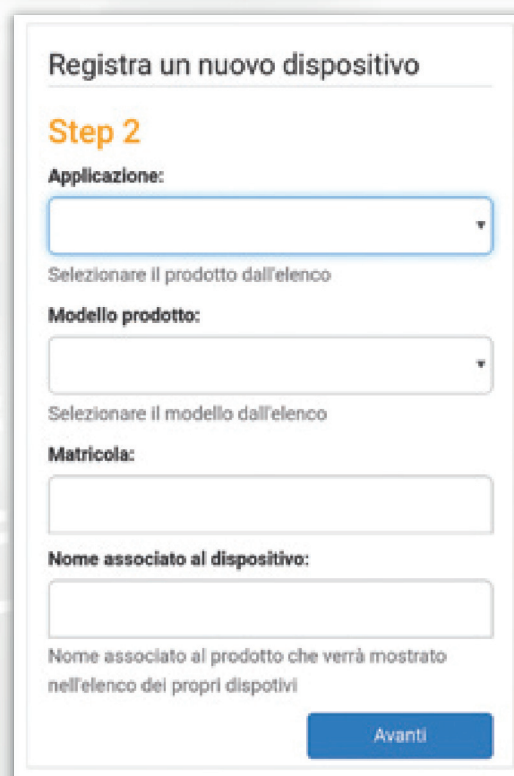 Registra un nuovo dispositivo
Step 2
Applicazione:
Selezionare il prodotto dall'elenco
Modello prodotto:
Selezionare il modello dall'elenco
Matricola:
Nome associato al dispositivo:
Nome associato al prodotto che verrà mostrato
nell'elenco dei propri dispotivi
Avanti